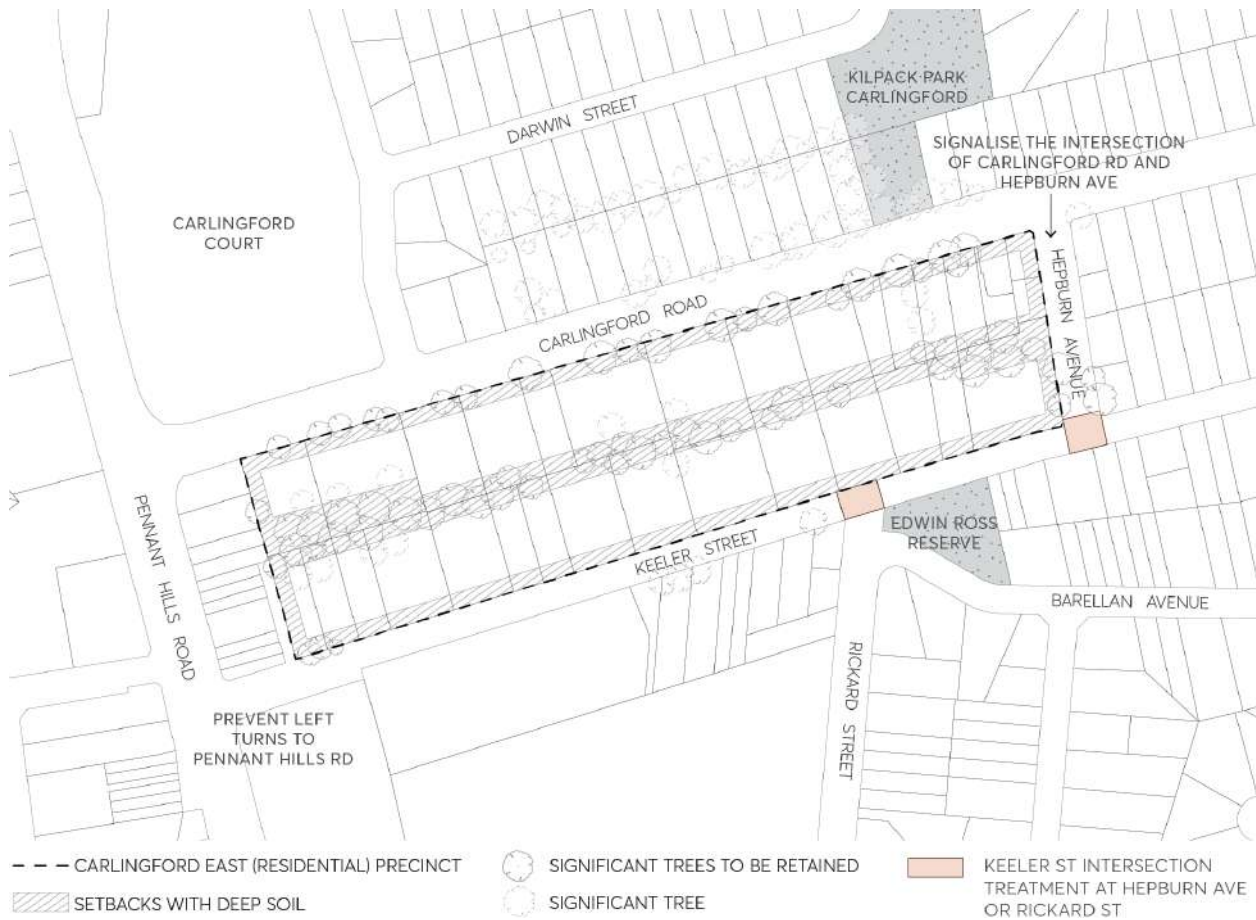 KILPACK PARK
CARLINGFORD
DARWIN STREET
SIGNALISE THE INTERSECTION
OF CARLINGFORD RD AND
HEPBURN AVE
CARLINGFORD
COURT
HEPBURN AVENUE
CARLINGFORD ROAD
PENNANT HILLS ROAD
EDWIN ROSS
RESERVE
KEELER STREET
BARELLAN AVENUE
RICKARD STREET
PREVENT LEFT
TURNS TO
PENNANT HILLS RD
CARLINGFORD EAST (RESIDENTIAL) PRECINCT
SETBACKS WITH DEEP SOIL
SIGNIFICANT TREES TO BE RETAINED
SIGNIFICANT TREE
KEELER ST INTERSECTION
TREATMENT AT HEPBURN AVE
OR RICKARD ST